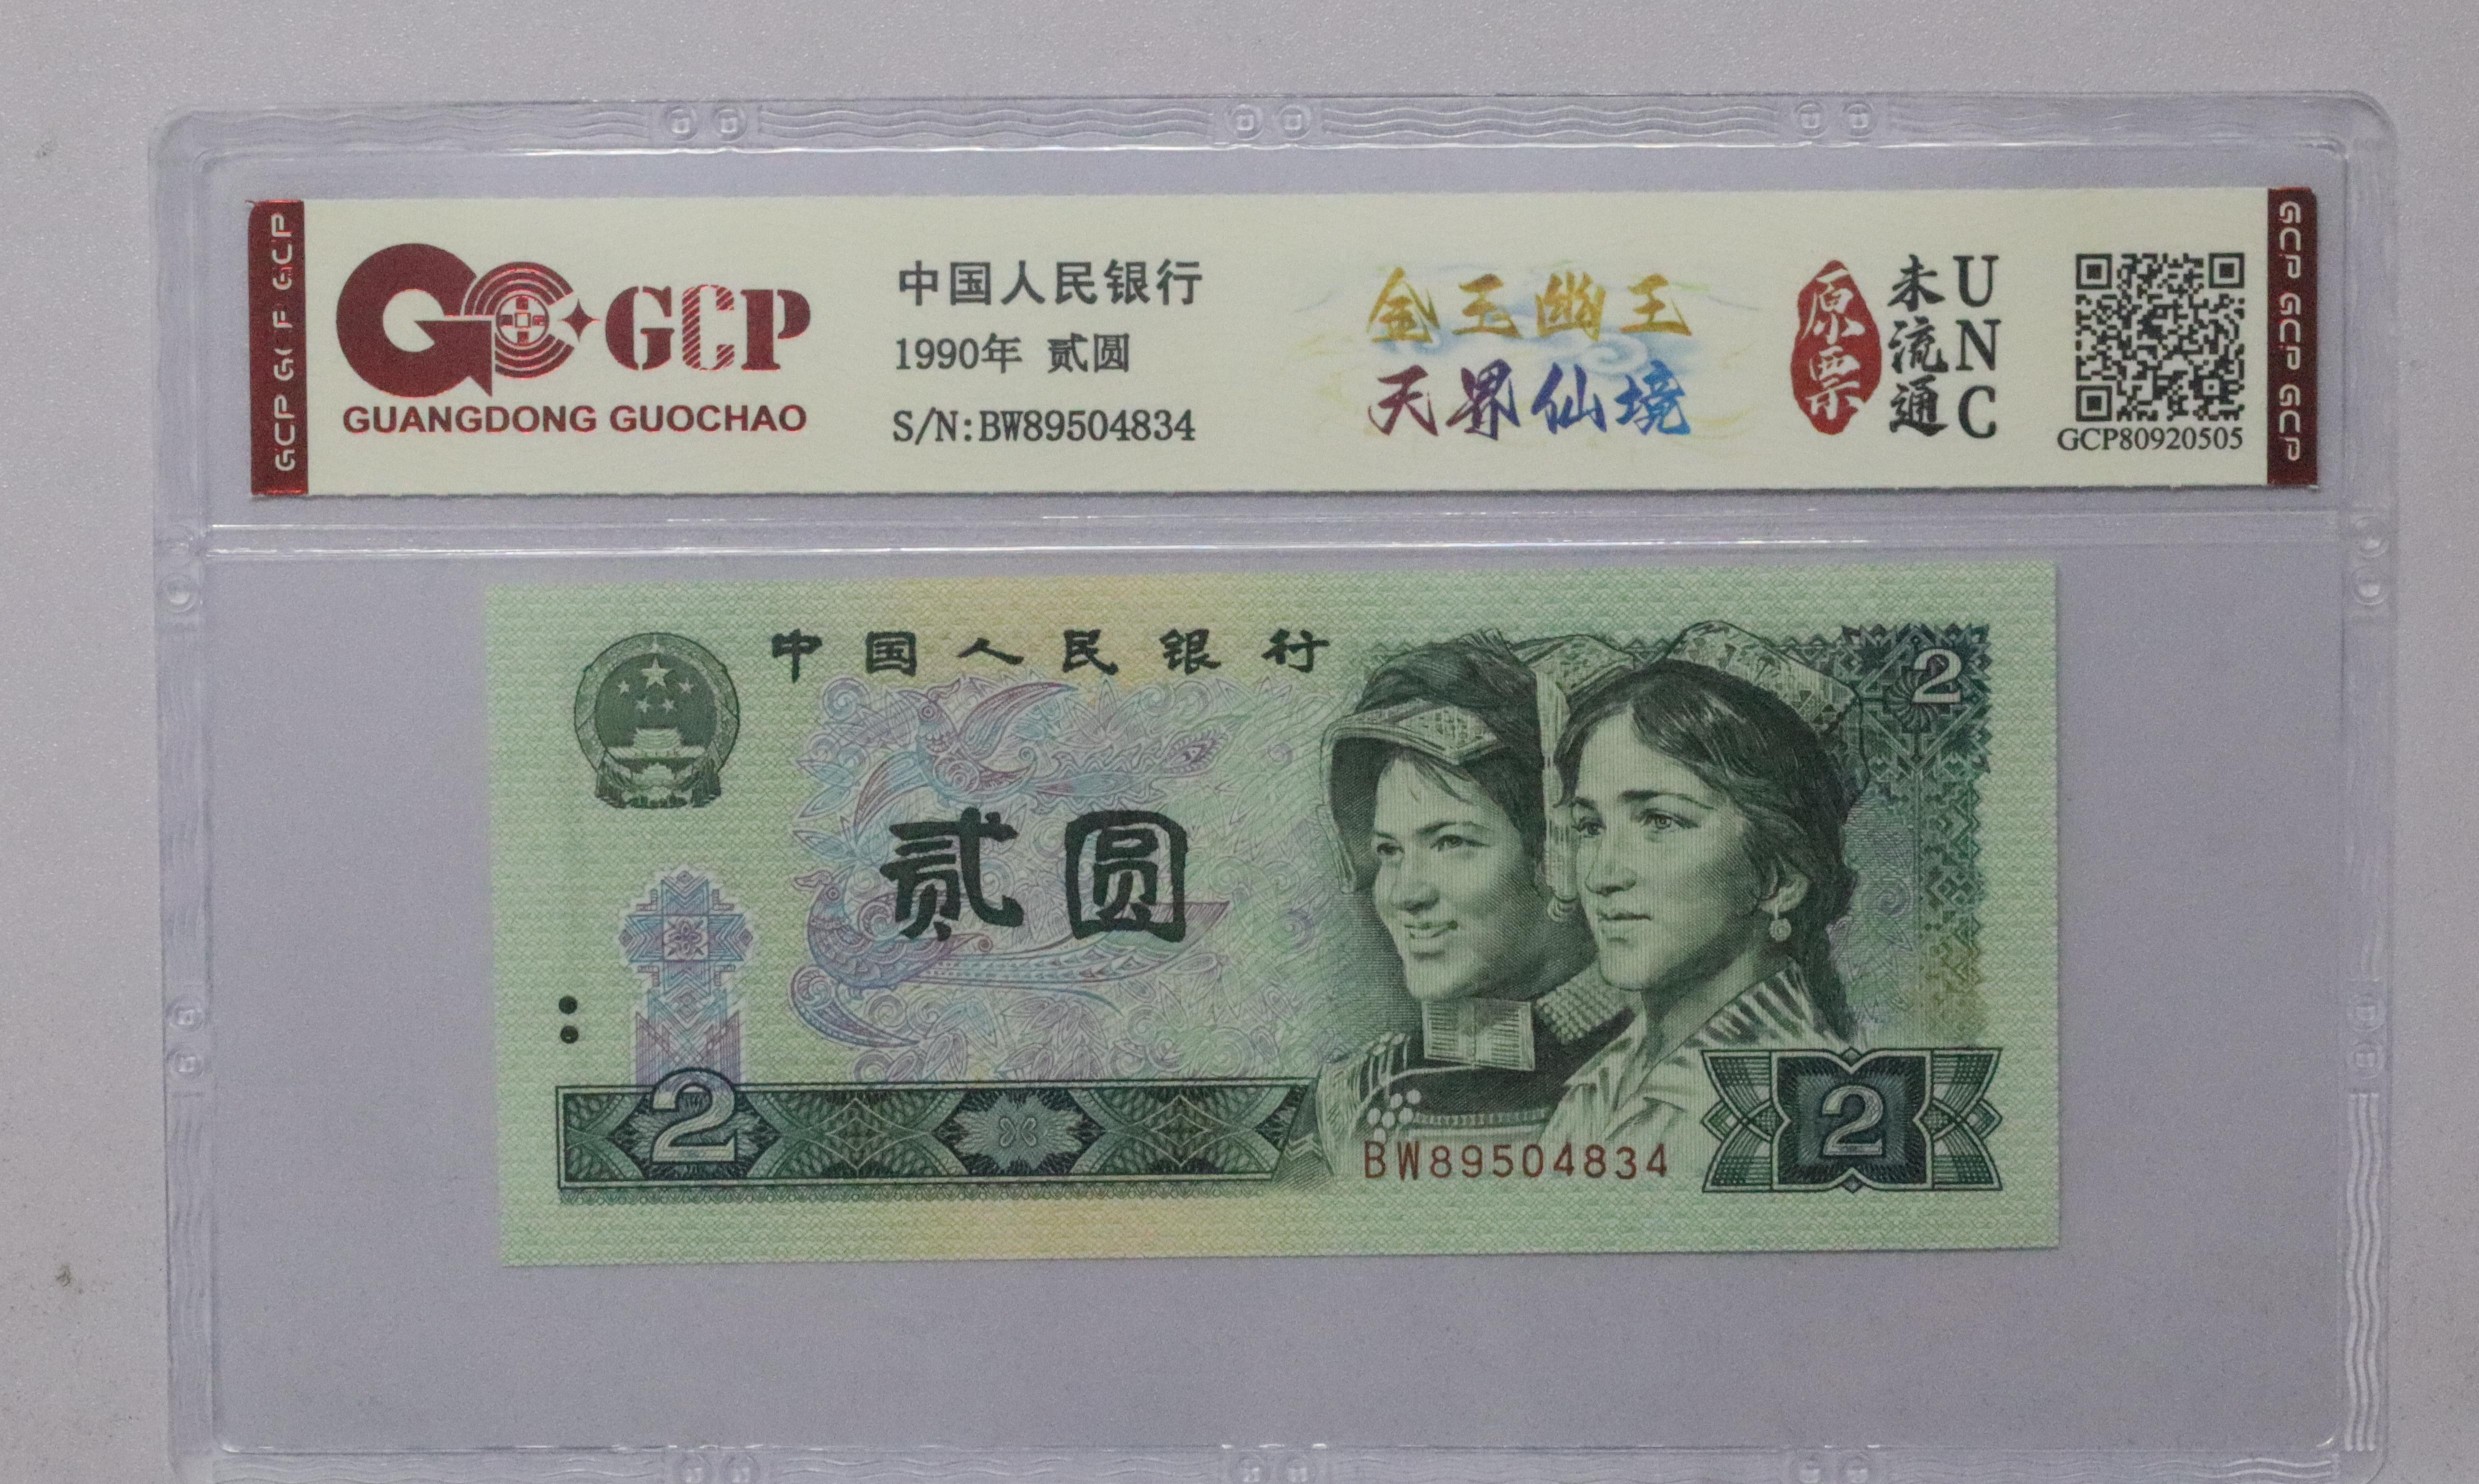 GCP GCP GCP
GCP
GUANGDONG GUOCHAO
中国人民银行
1990年 贰圆
S/N:BW89504834
金玉幽王
天界仙境
原票
未流通
UNC
GCP80920505
GCP GCP GCP
中国人民银行
2
贰圆
2
BW89504834
2